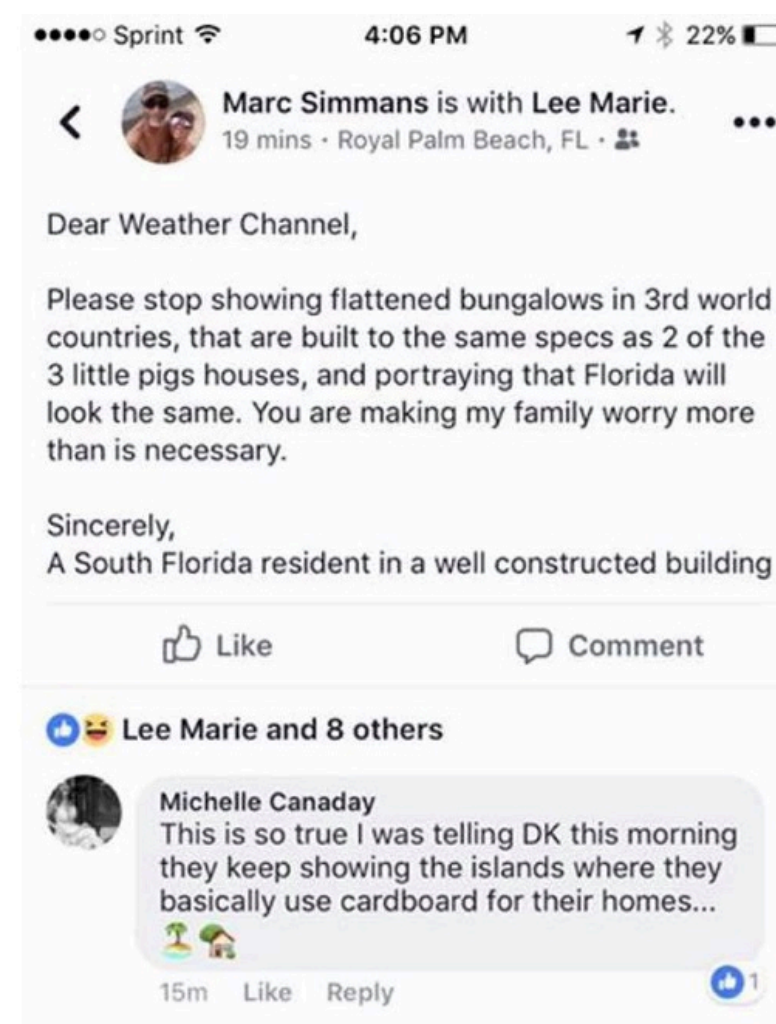 Sprint 4:06 PM 22%
Marc Simmans is with Lee Marie.
19 mins · Royal Palm Beach, FL ·
Dear Weather Channel,
Please stop showing flattened bungalows in 3rd world
countries, that are built to the same specs as 2 of the
3 little pigs houses, and portraying that Florida will
look the same. You are making my family worry more
than is necessary.
Sincerely,
A South Florida resident in a well constructed building
Like Comment
Lee Marie and 8 others
Michelle Canaday
This is so true I was telling DK this morning
they keep showing the islands where they
basically use cardboard for their homes...
🏝️🏡
15m Like Reply 1